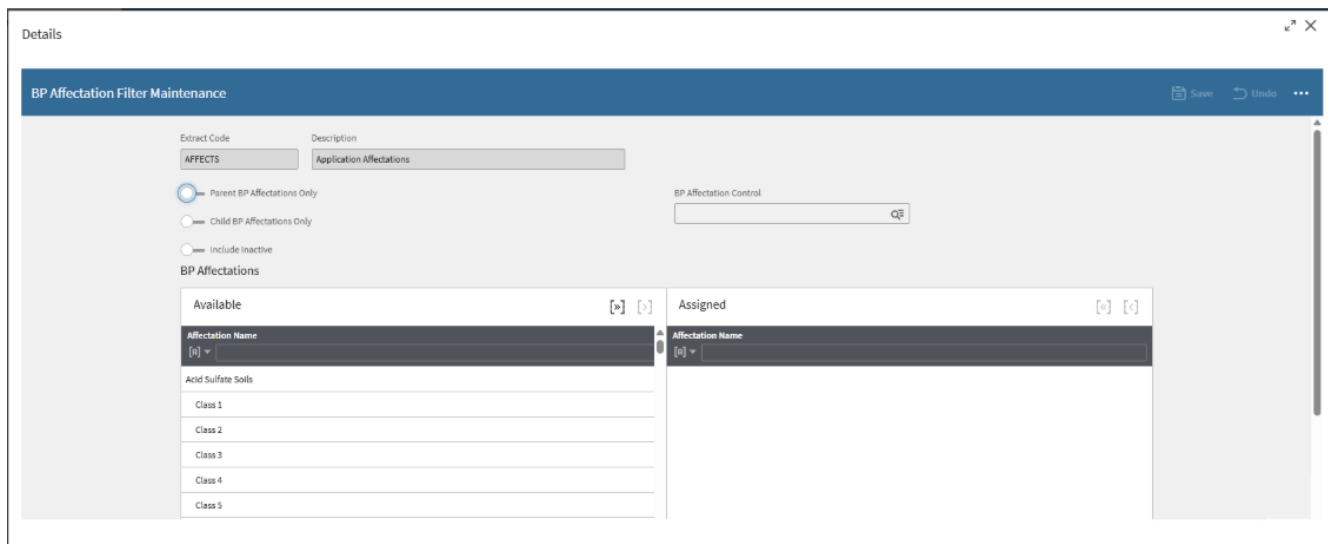 Details
BP Affectation Filter Maintenance
Save Undo
Extract Code Description
AFFECTS Application Affectations
Parent BP Affectations Only BP Affectation Control
Child BP Affectations Only
Include Inactive
BP Affectations
Available [»] [›] Assigned [«] [‹]
Affectation Name Affectation Name
[a] [a]
Acid Sulfate Soils
Class 1
Class 2
Class 3
Class 4
Class 5